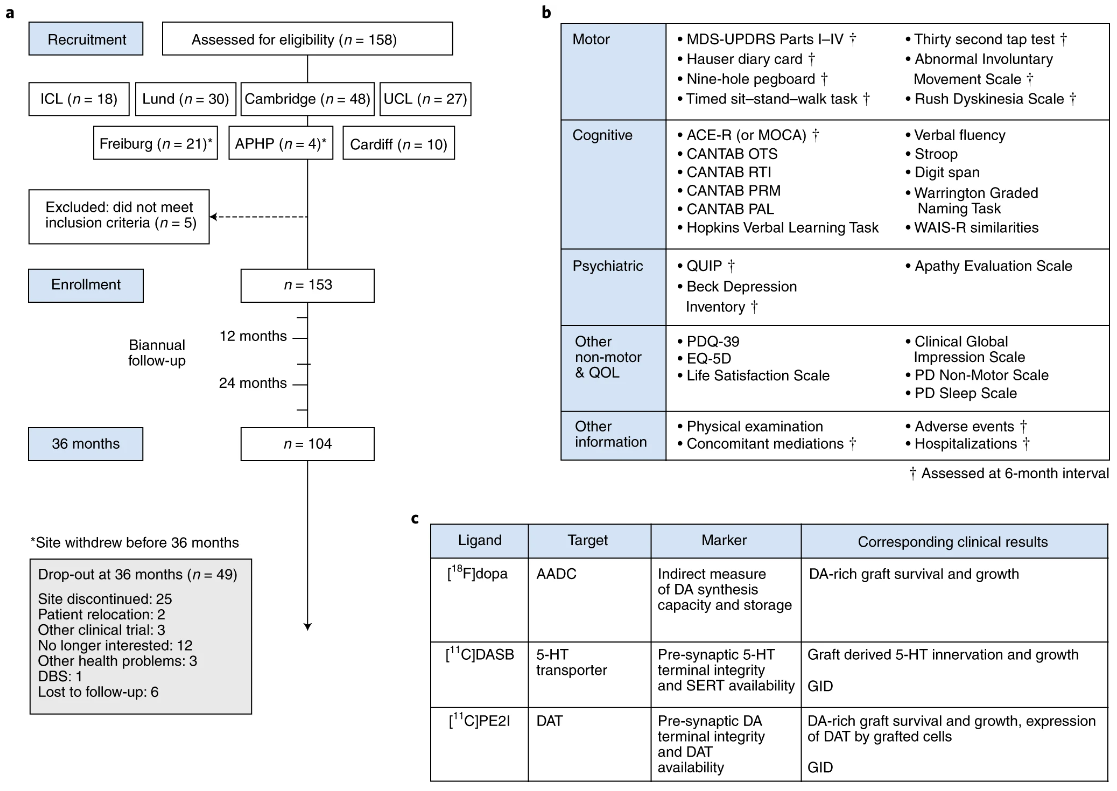 a
Recruitment
Assessed for eligibility (n = 158)
ICL (n = 18)
Lund (n = 30)
Cambridge (n = 48)
UCL (n = 27)
Freiburg (n = 21)*
APHP (n = 4)*
Cardiff (n = 10)
Excluded: did not meet
inclusion criteria (n = 5)
Enrollment
n = 153
12 months
Biannual
follow-up
24 months
36 months
n = 104
*Site withdrew before 36 months
Drop-out at 36 months (n = 49)
Site discontinued: 25
Patient relocation: 2
Other clinical trial: 3
No longer interested: 12
Other health problems: 3
DBS: 1
Lost to follow-up: 6
b
Motor
• MDS-UPDRS Parts I–IV †
• Hauser diary card †
• Nine-hole pegboard †
• Timed sit–stand–walk task †
• Thirty second tap test †
• Abnormal Involuntary
Movement Scale †
• Rush Dyskinesia Scale †
Cognitive
• ACE-R (or MOCA) †
• CANTAB OTS
• CANTAB RTI
• CANTAB PRM
• CANTAB PAL
• Hopkins Verbal Learning Task
• Verbal fluency
• Stroop
• Digit span
• Warrington Graded
Naming Task
• WAIS-R similarities
Psychiatric
• QUIP †
• Beck Depression
Inventory †
• Apathy Evaluation Scale
Other
non-motor
& QOL
• PDQ-39
• EQ-5D
• Life Satisfaction Scale
• Clinical Global
Impression Scale
• PD Non-Motor Scale
• PD Sleep Scale
Other
information
• Physical examination
• Concomitant mediations †
• Adverse events †
• Hospitalizations †
† Assessed at 6-month interval
c
Ligand
Target
Marker
Corresponding clinical results
[18F]dopa
AADC
Indirect measure
of DA synthesis
capacity and storage
DA-rich graft survival and growth
[11C]DASB
5-HT
transporter
Pre-synaptic 5-HT
terminal integrity
and SERT availability
Graft derived 5-HT innervation and growth
GID
[11C]PE2I
DAT
Pre-synaptic DA
terminal integrity
and DAT
availability
DA-rich graft survival and growth, expression
of DAT by grafted cells
GID